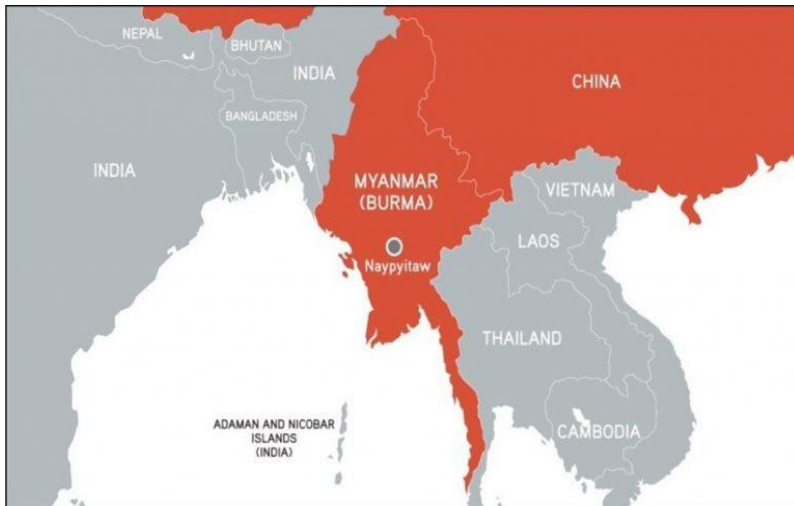 NEPAL
BHUTAN
INDIA
CHINA
BANGLADESH
INDIA
MYANMAR
(BURMA)
VIETNAM
LAOS
Naypyitaw
THAILAND
ADAMAN AND NICOBAR
ISLANDS
(INDIA)
CAMBODIA